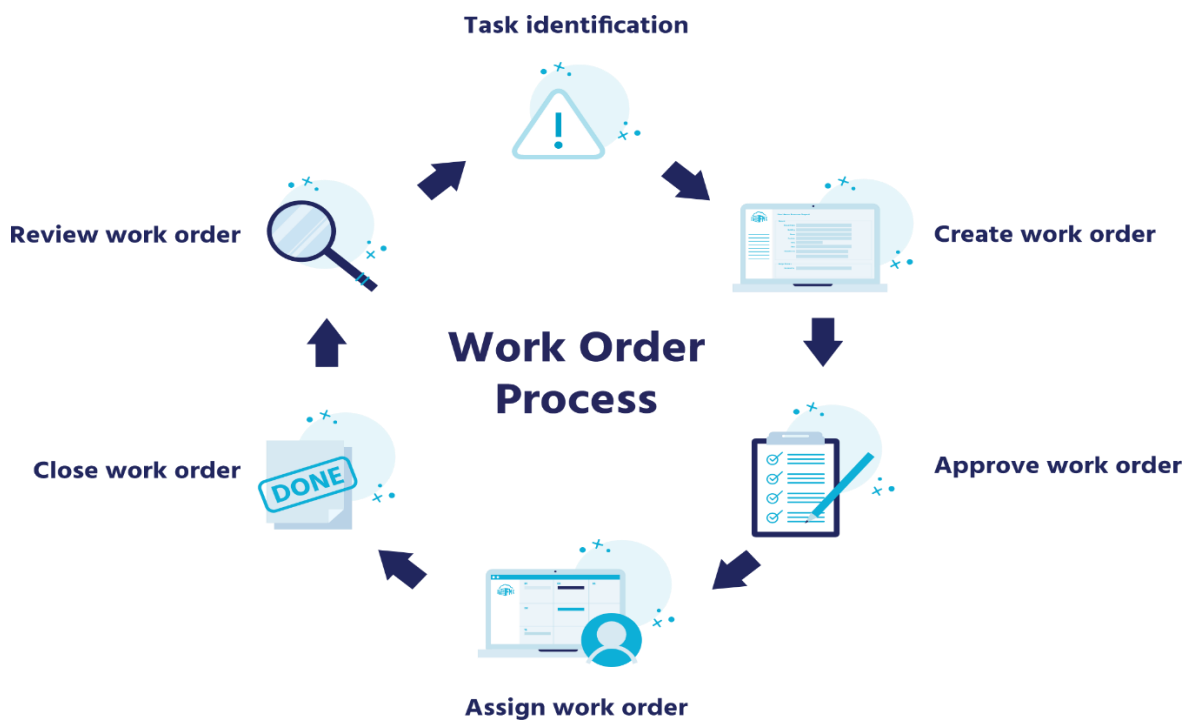 Task identification
Review work order
Create work order
Work Order
Process
Close work order
DONE
Approve work order
Assign work order